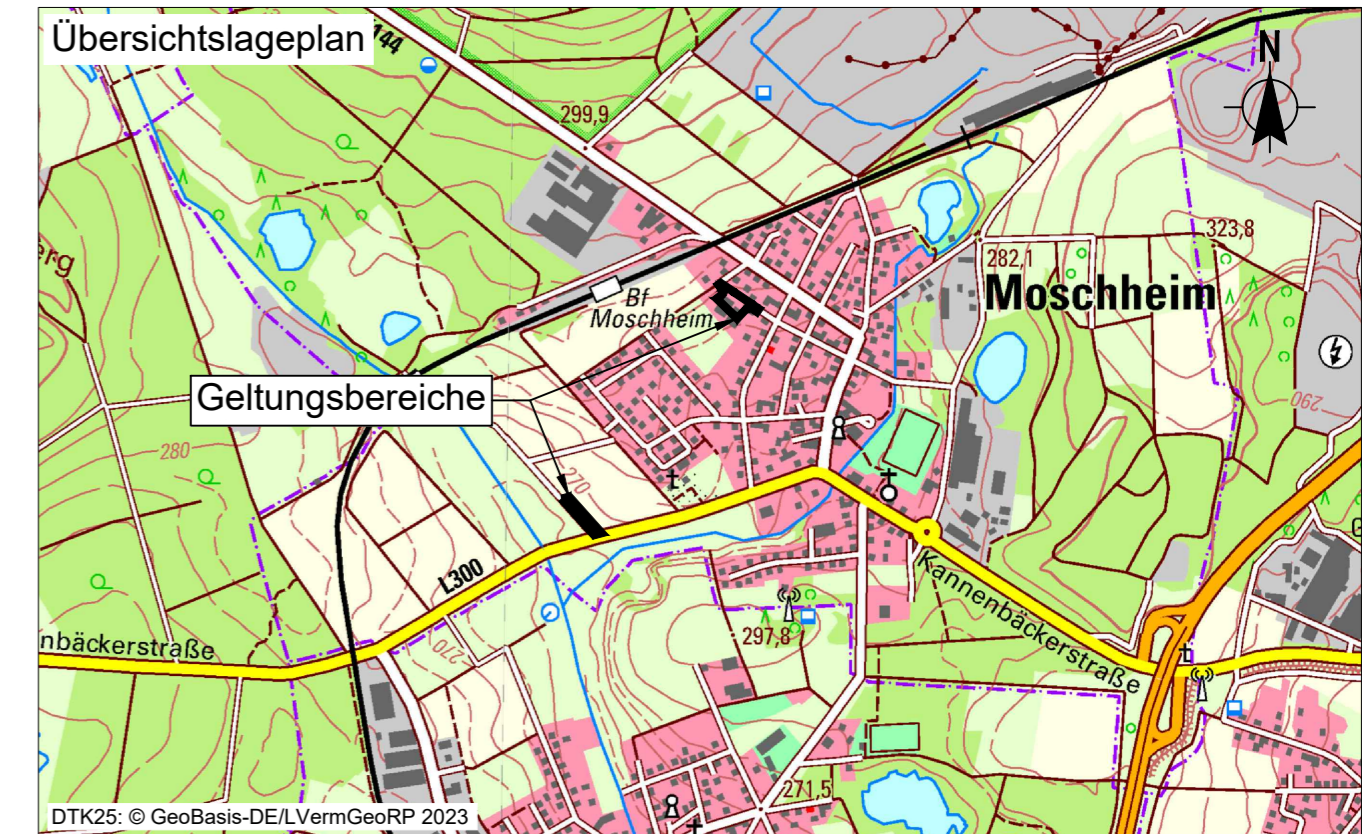 Übersichtslageplan
144
N
299,9
323,8
282,1
erg
Moschheim
Bf
Moschheim
Geltungsbereiche
290
280
270
L300
Kannenbäckerstraße
nbäckerstraße
270
297,8
271,5
DTK25: © GeoBasis-DE/LVermGeoRP 2023